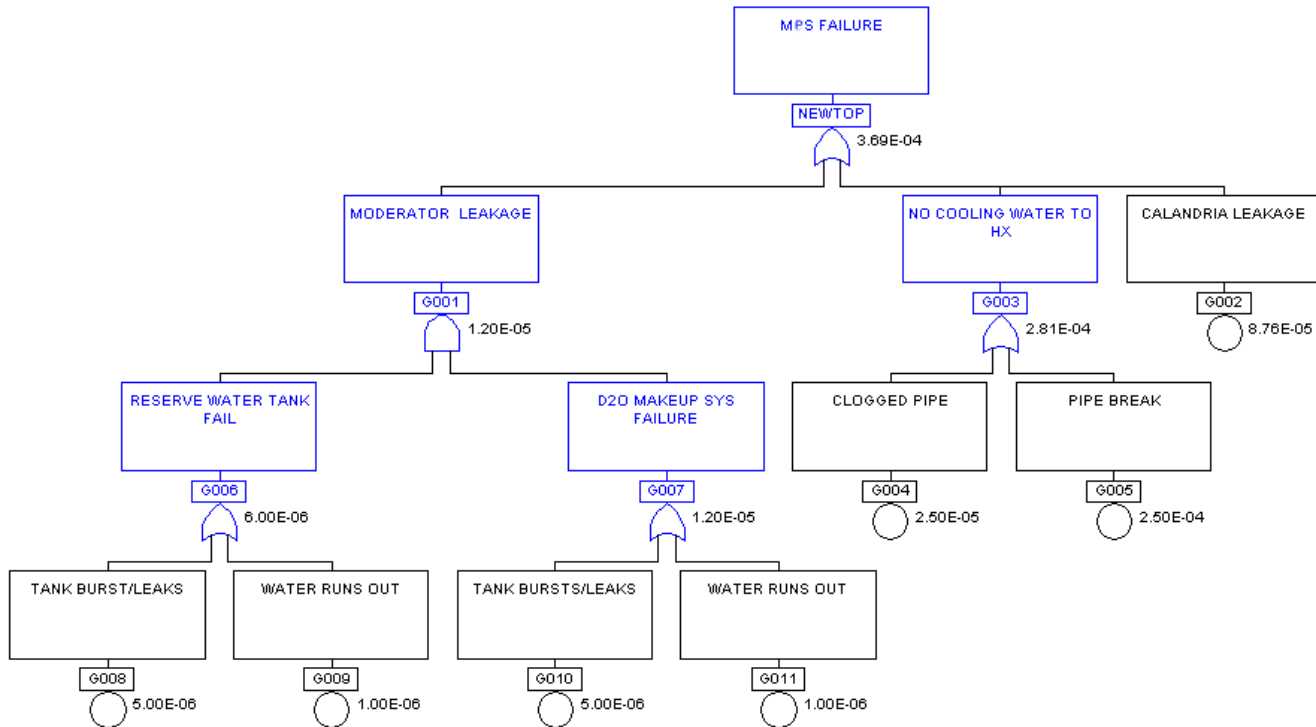 MPS FAILURE
NEWTOP
3.69E-04
MODERATOR LEAKAGE
NO COOLING WATER TO
HX
CALANDRIA LEAKAGE
G001
G003
G002
1.20E-05
2.81E-04
8.76E-05
RESERVE WATER TANK
FAIL
D2O MAKEUP SYS
FAILURE
CLOGGED PIPE
PIPE BREAK
G006
G007
G004
G005
6.00E-06
1.20E-05
2.50E-05
2.50E-04
TANK BURST/LEAKS
WATER RUNS OUT
TANK BURSTS/LEAKS
WATER RUNS OUT
G008
G009
G010
G011
5.00E-06
1.00E-06
5.00E-06
1.00E-06